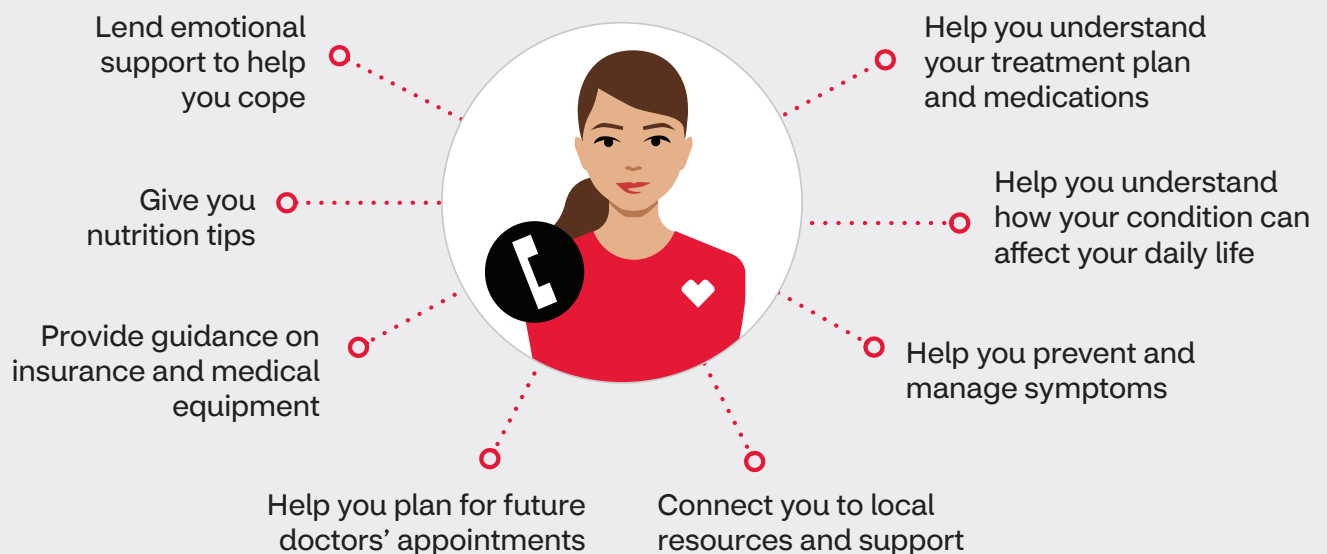 Lend emotional
support to help
you cope
Give you
nutrition tips
Provide guidance on
insurance and medical
equipment
Help you plan for future
doctors’ appointments
Connect you to local
resources and support
Help you prevent and
manage symptoms
Help you understand
how your condition can
affect your daily life
Help you understand
your treatment plan
and medications